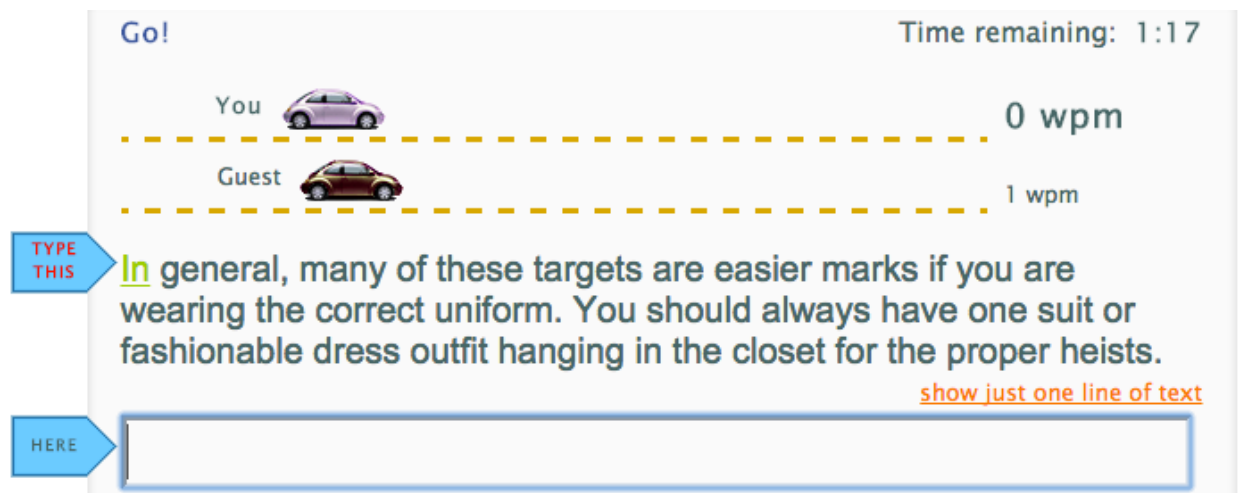 Go!
Time remaining: 1:17
You
0 wpm
Guest
1 wpm
TYPE
THIS
In general, many of these targets are easier marks if you are
wearing the correct uniform. You should always have one suit or
fashionable dress outfit hanging in the closet for the proper heists.
show just one line of text
HERE